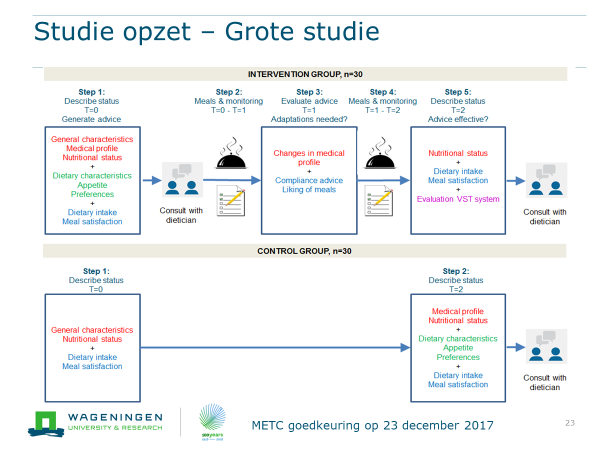 Studie opzet – Grote studie
INTERVENTION GROUP, n=30
Step 1:
Describe status
T=0
Generate advice
Step 2:
Meals & monitoring
T=0 - T=1
Step 3:
Evaluate advice
T=1
Adaptations needed?
Step 4:
Meals & monitoring
T=1 - T=2
Step 5:
Describe status
T=2
Advice effective?
General characteristics
Medical profile
Nutritional status
+
Dietary characteristics
Appetite
Preferences
+
Dietary intake
Meal satisfaction
Consult with
dietician
Changes in medical
profile
+
Compliance advice
Liking of meals
Nutritional status
+
Dietary intake
Meal satisfaction
+
Evaluation VST system
Consult with
dietician
CONTROL GROUP, n=30
Step 1:
Describe status
T=0
Step 2:
Describe status
T=2
General characteristics
Nutritional status
+
Dietary intake
Meal satisfaction
Medical profile
Nutritional status
+
Dietary characteristics
Appetite
Preferences
+
Dietary intake
Meal satisfaction
Consult with
dietician
WAGENINGEN
UNIVERSITY & RESEARCH
100years
METC goedkeuring op 23 december 2017
23